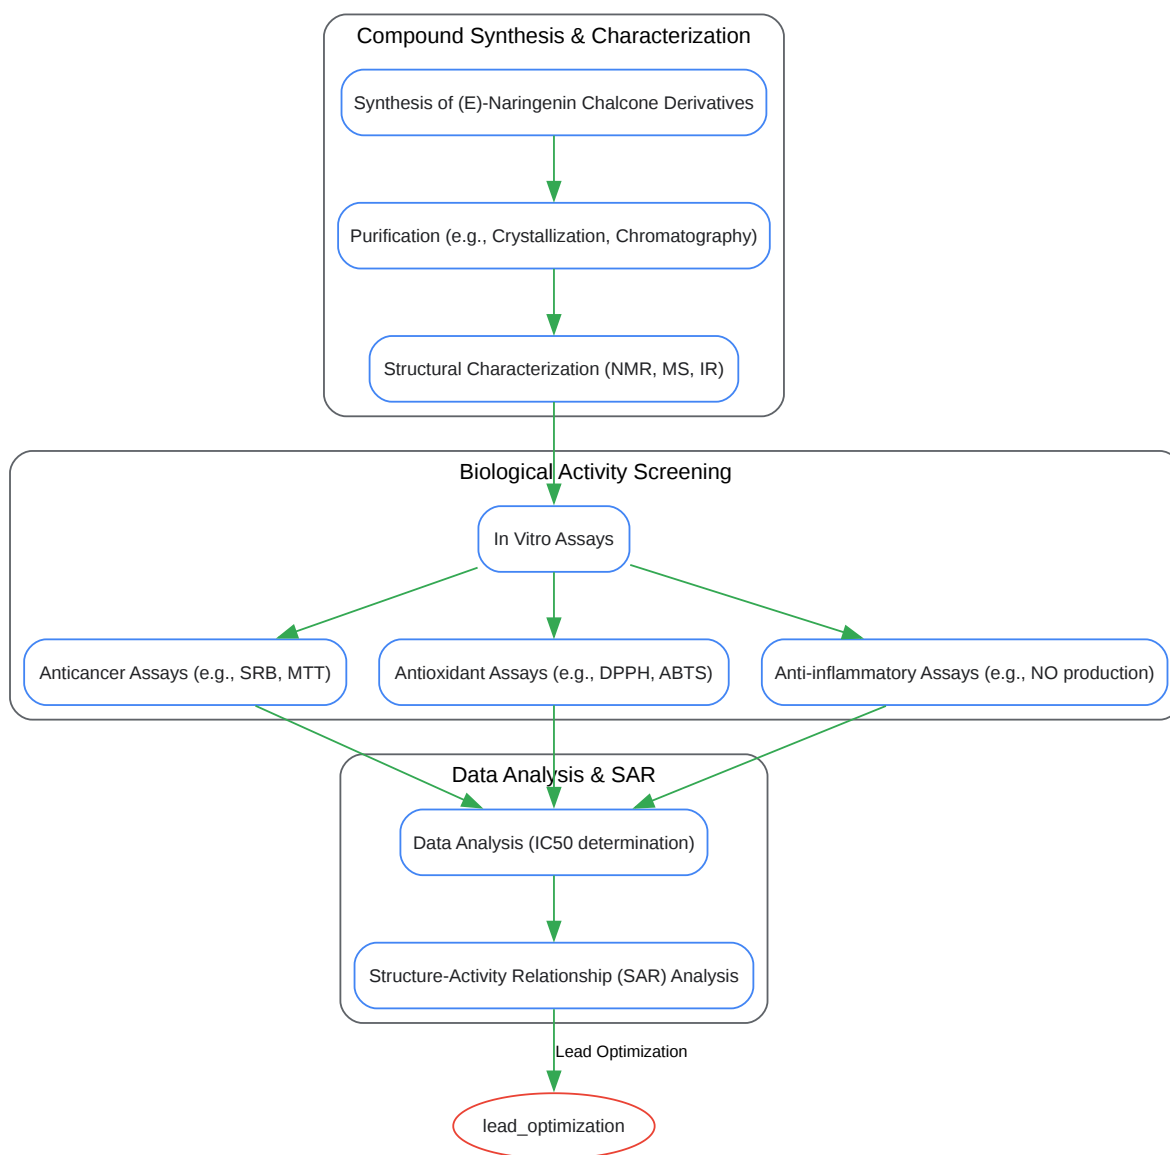 Compound Synthesis & Characterization
Synthesis of (E)-Naringenin Chalcone Derivatives
Purification (e.g., Crystallization, Chromatography)
Structural Characterization (NMR, MS, IR)
Biological Activity Screening
In Vitro Assays
Anticancer Assays (e.g., SRB, MTT)
Antioxidant Assays (e.g., DPPH, ABTS)
Anti-inflammatory Assays (e.g., NO production)
Data Analysis & SAR
Data Analysis (IC50 determination)
Structure-Activity Relationship (SAR) Analysis
Lead Optimization
lead_optimization